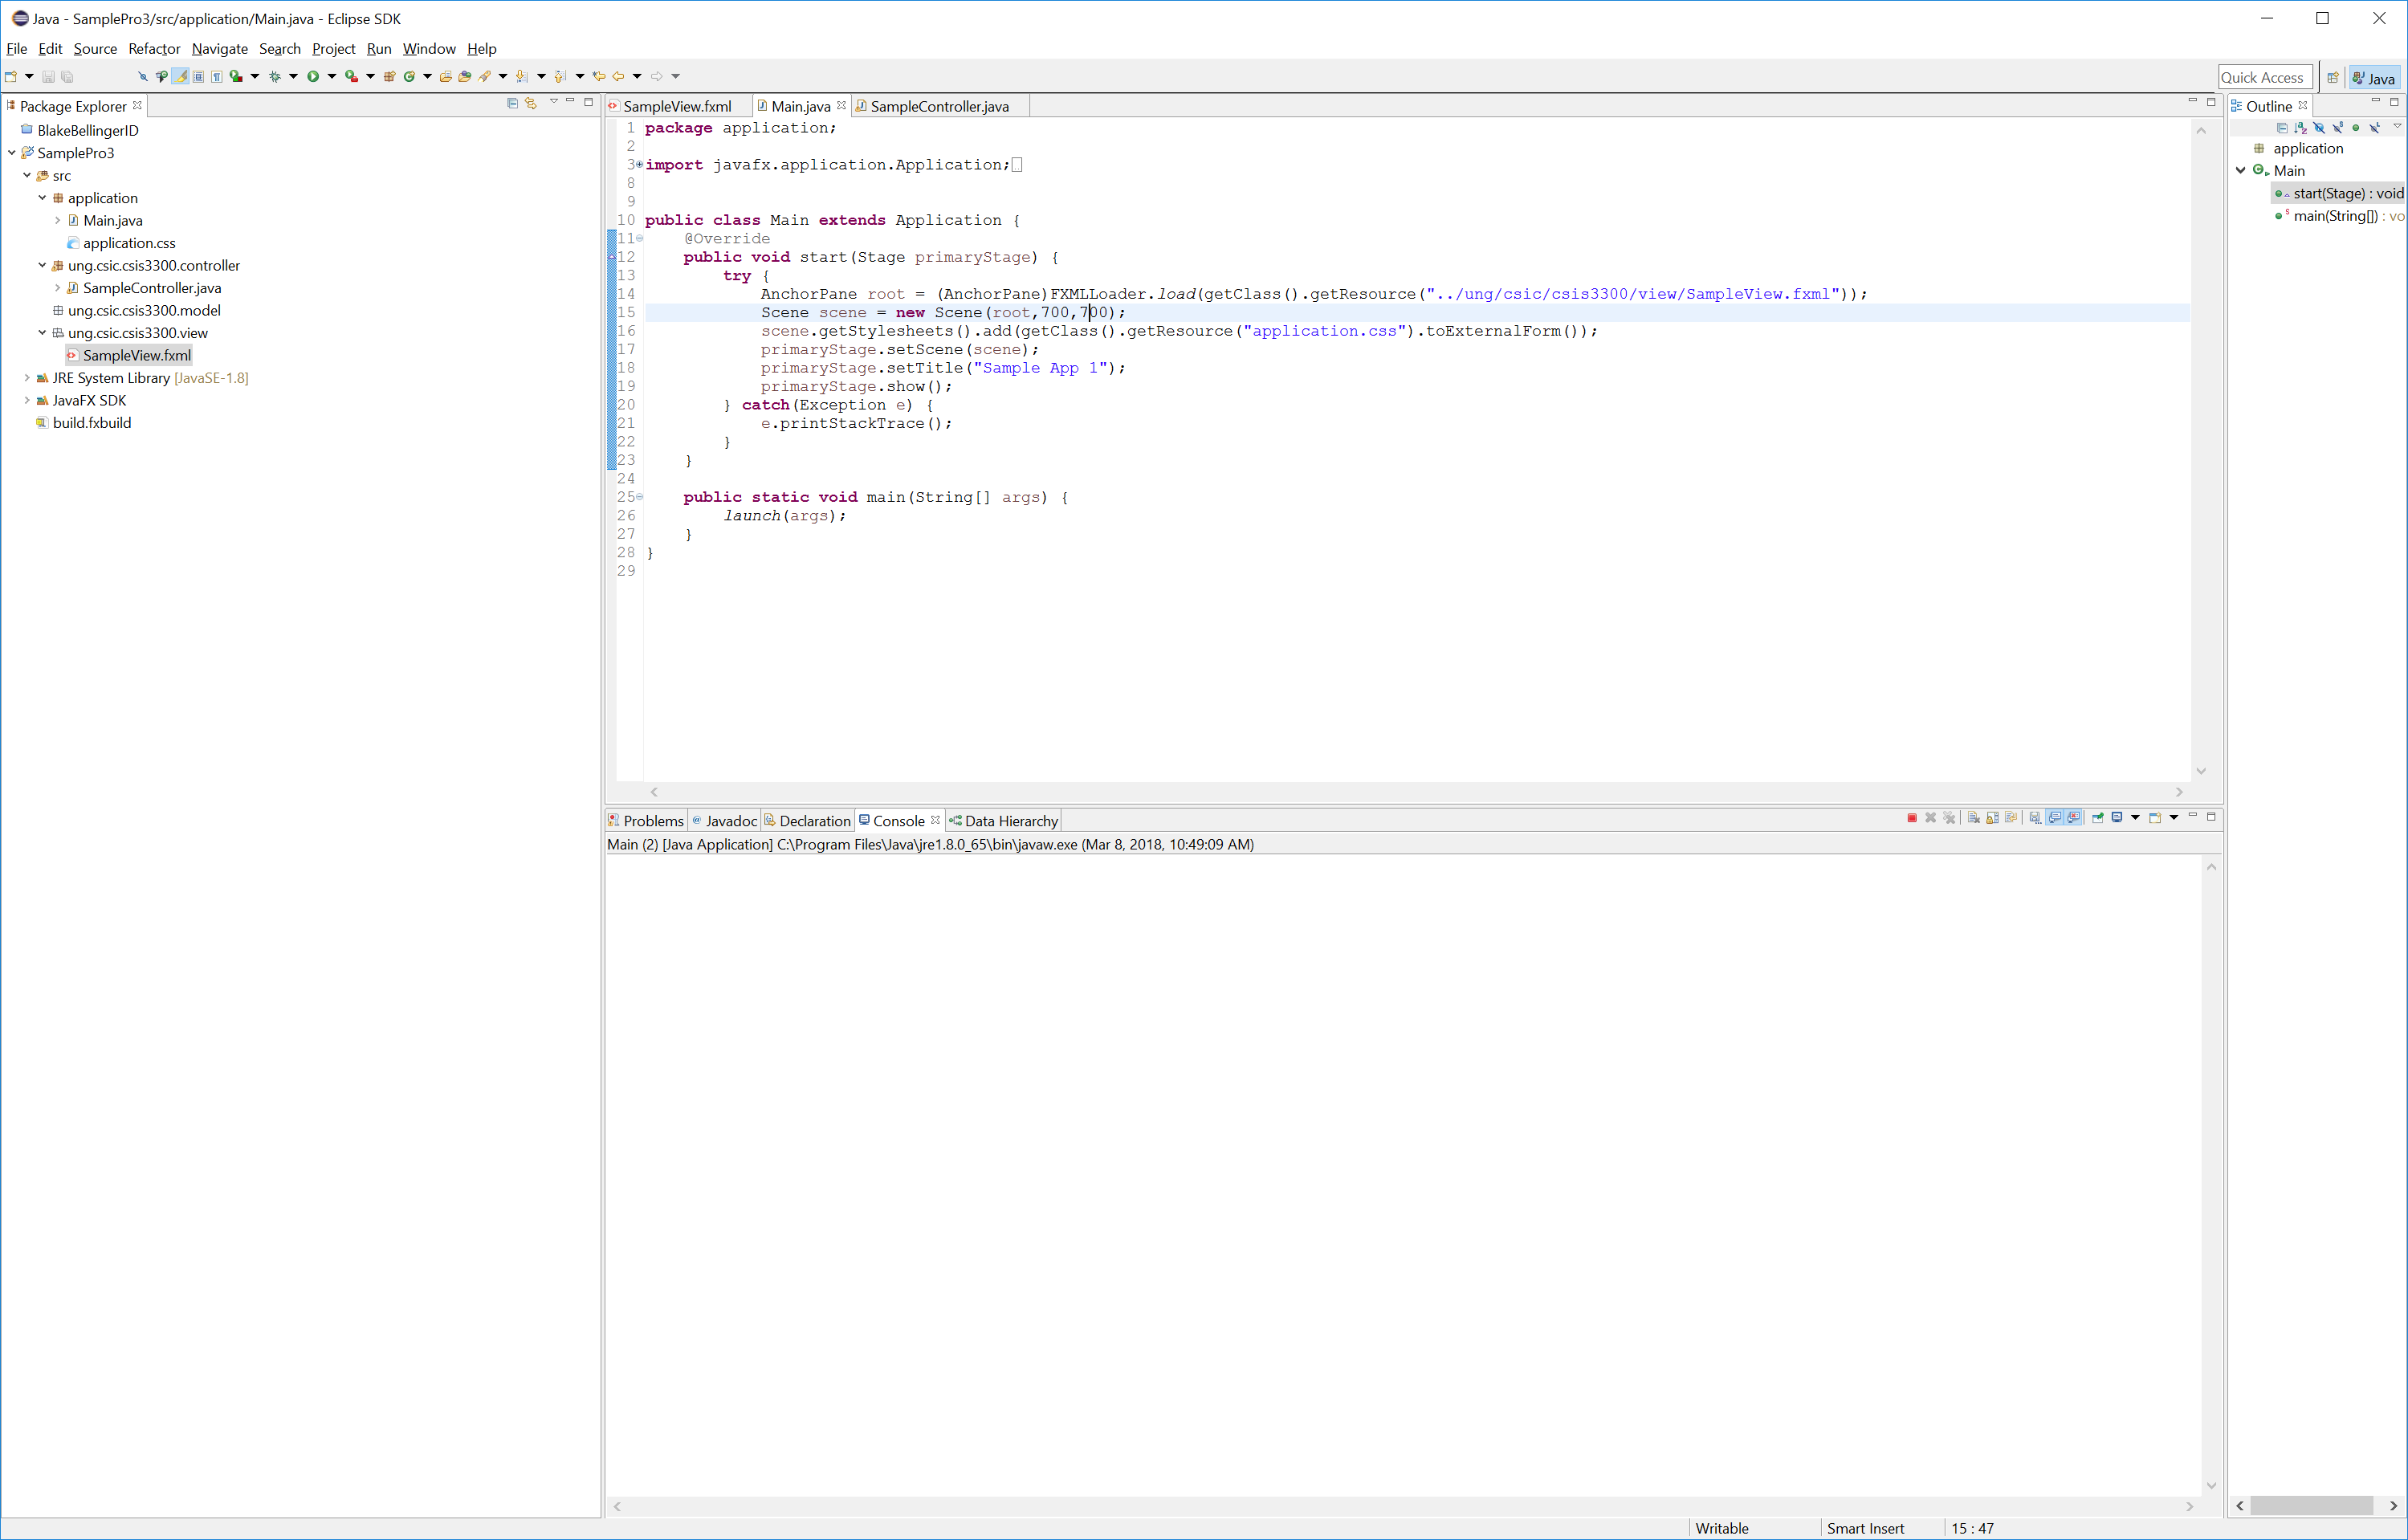 Java - SamplePro3/src/application/Main.java - Eclipse SDK
File Edit Source Refactor Navigate Search Project Run Window Help
Quick Access Java
Package Explorer
BlakeBellingerID
SamplePro3
src
application
Main.java
application.css
ung.csic.csis3300.controller
SampleController.java
ung.csic.csis3300.model
ung.csic.csis3300.view
SampleView.fxml
JRE System Library [JavaSE-1.8]
JavaFX SDK
build.fxbuild
SampleView.fxml Main.java SampleController.java
1 package application;
2
3 import javafx.application.Application;
8
9
10 public class Main extends Application {
11 @Override
12 public void start(Stage primaryStage) {
13 try {
14 AnchorPane root = (AnchorPane)FXMLLoader.load(getClass().getResource("../ung/csic/csis3300/view/SampleView.fxml"));
15 Scene scene = new Scene(root,700,700);
16 scene.getStylesheets().add(getClass().getResource("application.css").toExternalForm());
17 primaryStage.setScene(scene);
18 primaryStage.setTitle("Sample App 1");
19 primaryStage.show();
20 } catch(Exception e) {
21 e.printStackTrace();
22 }
23 }
24
25 public static void main(String[] args) {
26 launch(args);
27 }
28 }
29
Problems Javadoc Declaration Console Data Hierarchy
Main (2) [Java Application] C:\Program Files\Java\jre1.8.0_65\bin\javaw.exe (Mar 8, 2018, 10:49:09 AM)
Outline
application
Main
start(Stage) : void
main(String[]) : vo
Writable Smart Insert 15 : 47